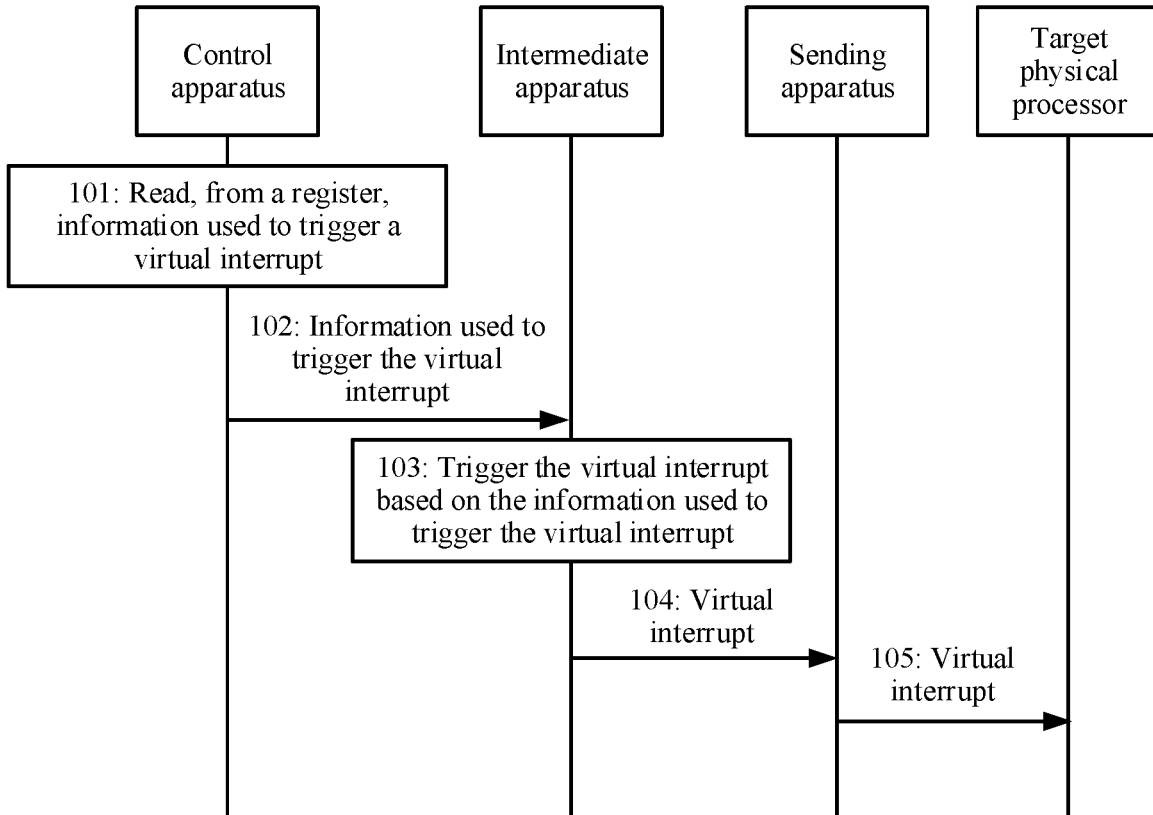 Control
apparatus
Intermediate
apparatus
Sending
apparatus
Target
physical
processor
101: Read, from a register,
information used to trigger a
virtual interrupt
102: Information used to
trigger the virtual
interrupt
103: Trigger the virtual interrupt
based on the information used to
trigger the virtual interrupt
104: Virtual
interrupt
105: Virtual
interrupt